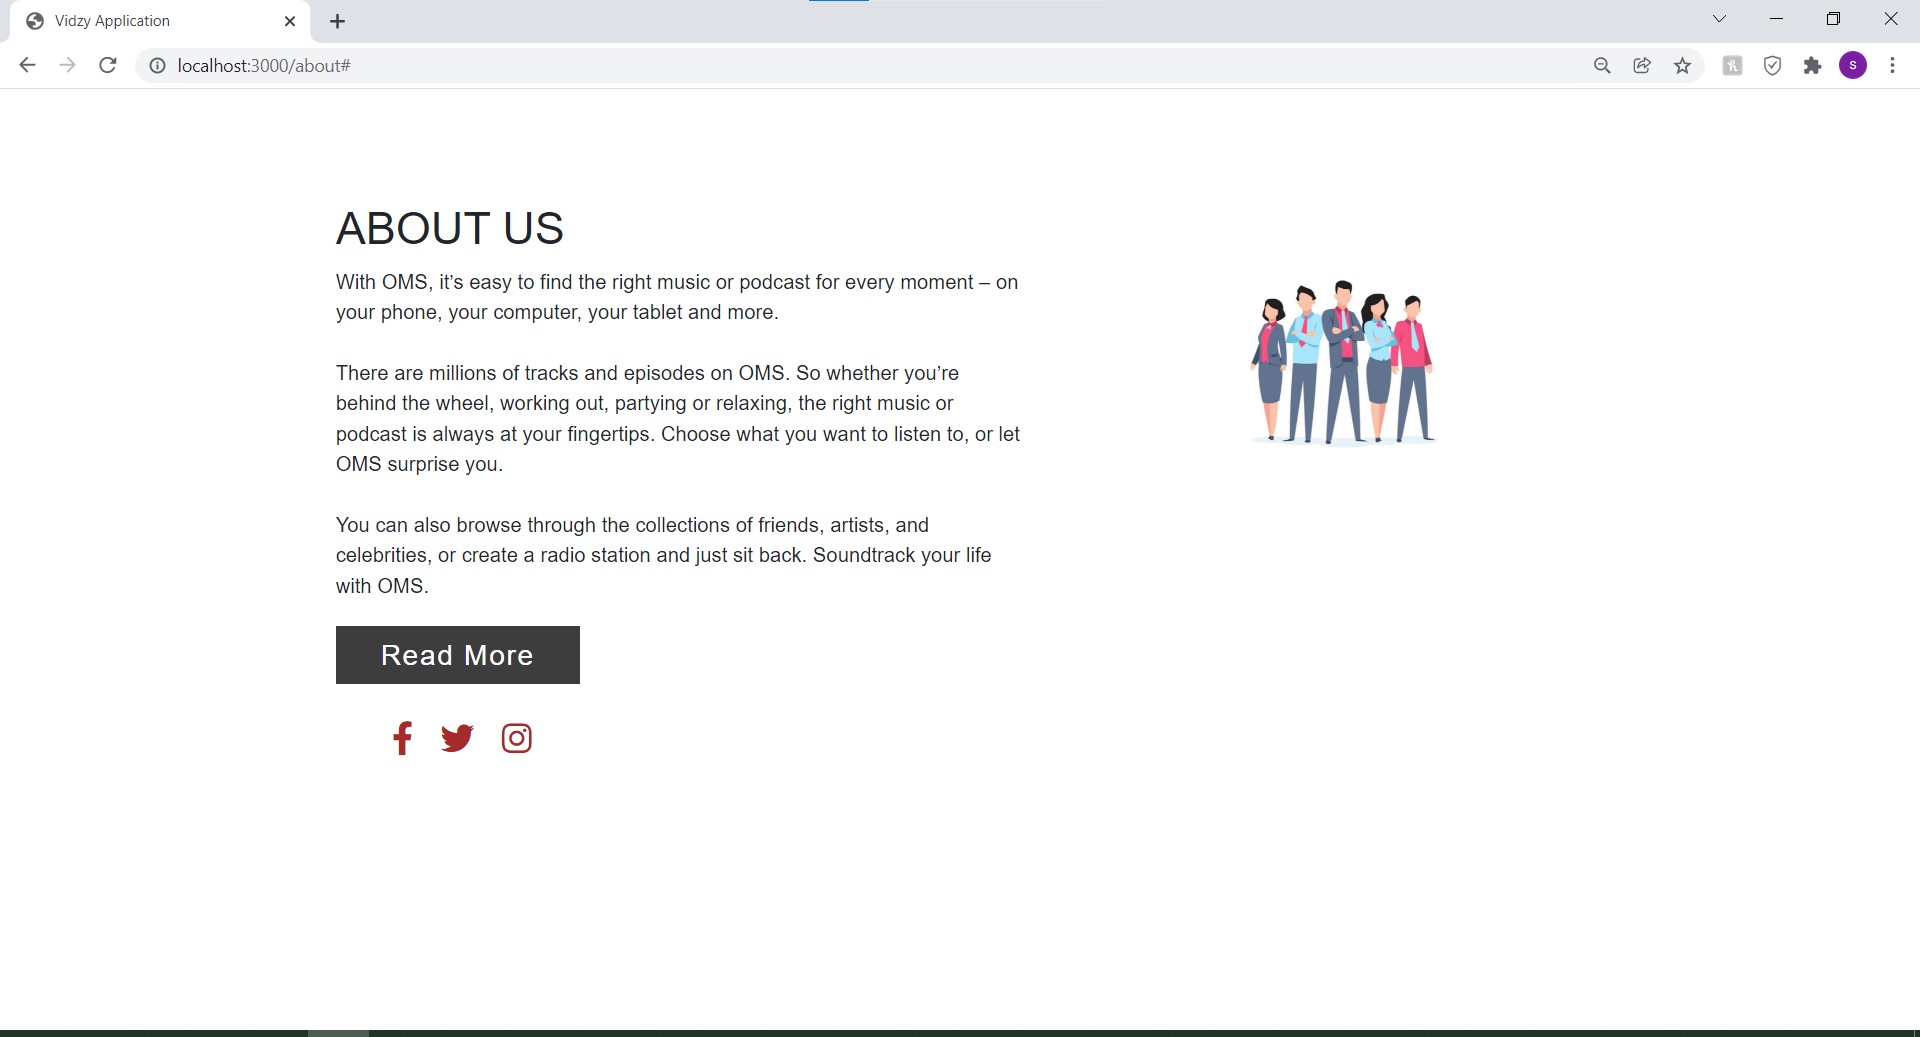 Vidzy Application
localhost:3000/about#
S
ABOUT US
With OMS, it’s easy to find the right music or podcast for every moment – on
your phone, your computer, your tablet and more.
There are millions of tracks and episodes on OMS. So whether you’re
behind the wheel, working out, partying or relaxing, the right music or
podcast is always at your fingertips. Choose what you want to listen to, or let
OMS surprise you.
You can also browse through the collections of friends, artists, and
celebrities, or create a radio station and just sit back. Soundtrack your life
with OMS.
Read More